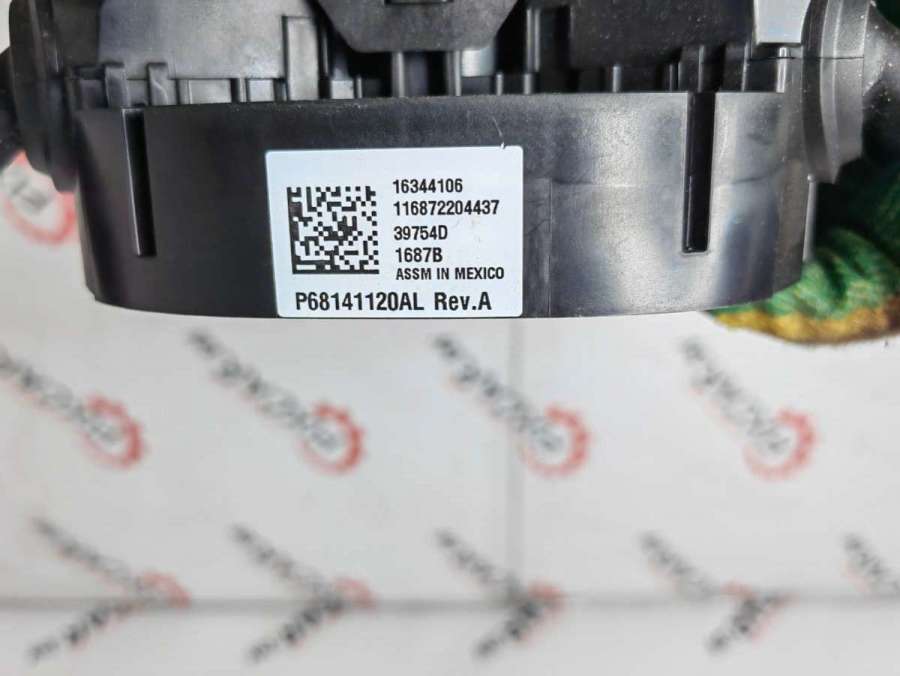 16344106
116872204437
39754D
1687B
ASSM IN MEXICO
P68141120AL Rev.A